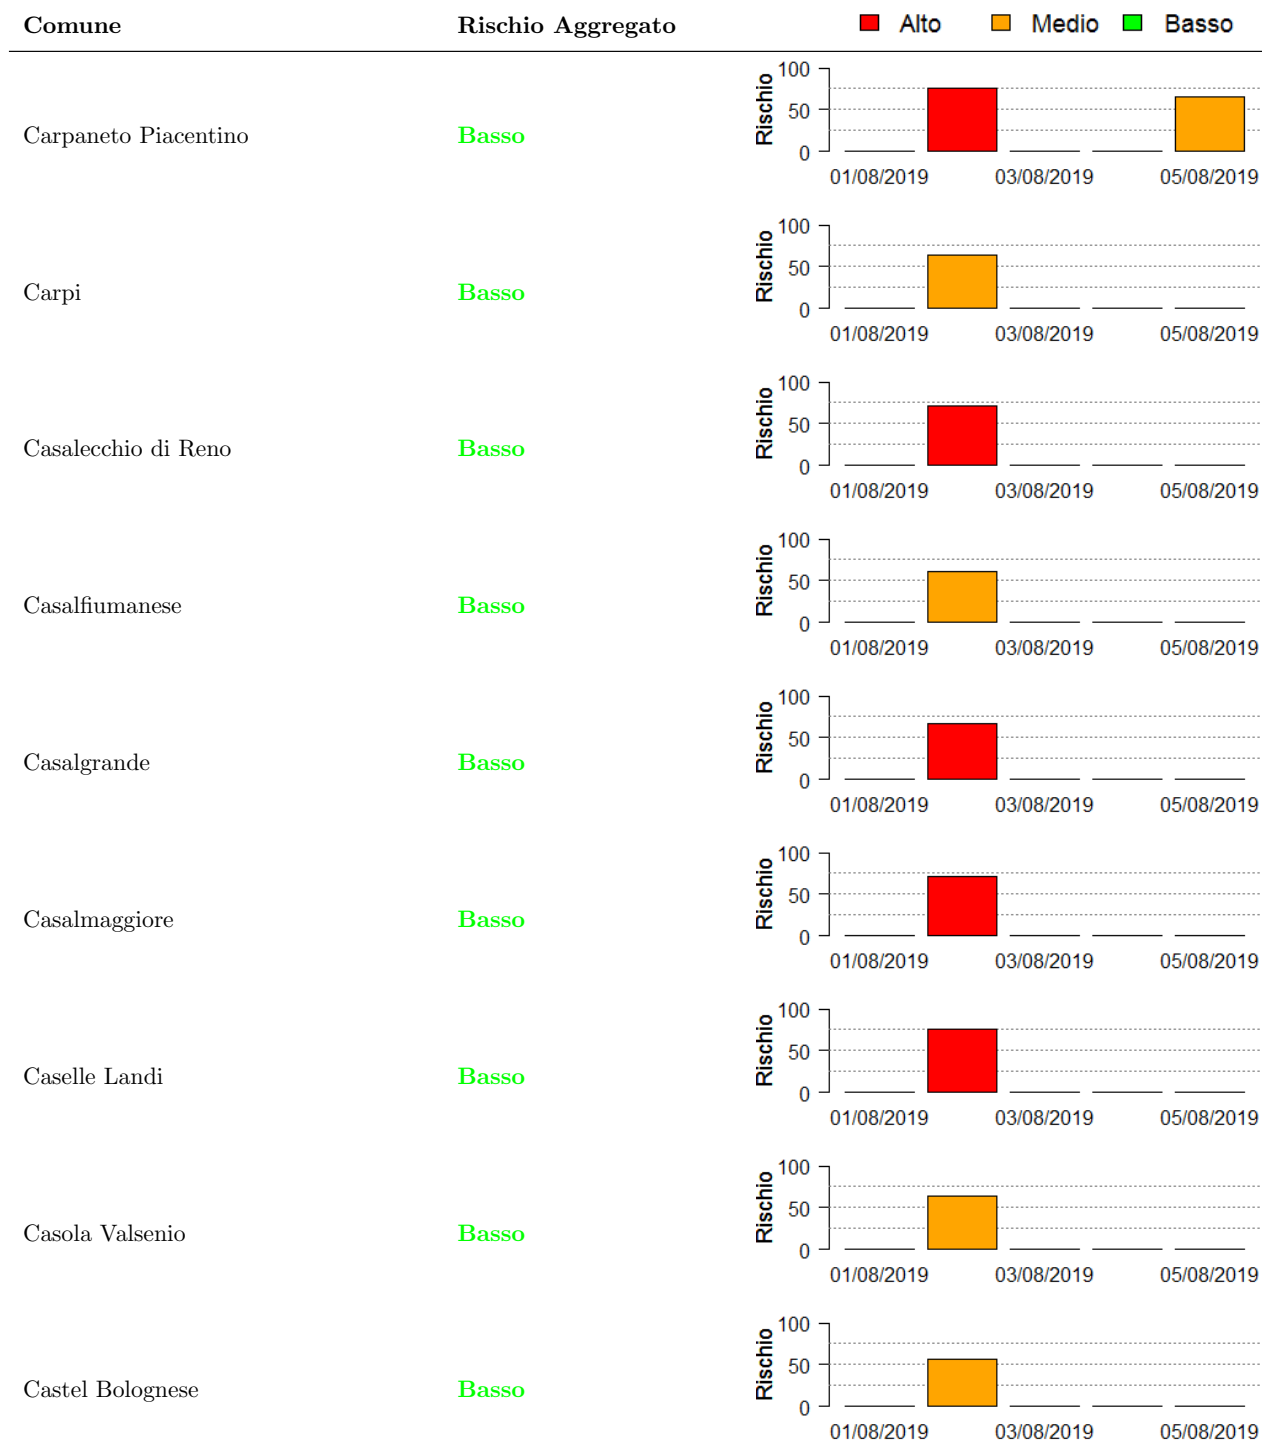 Comune Rischio Aggregato Alto Medio Basso
100
50
0
Rischio
Carpaneto Piacentino Basso
01/08/2019 03/08/2019 05/08/2019
100
50
0
Rischio
Carpi Basso
01/08/2019 03/08/2019 05/08/2019
100
50
0
Rischio
Casalecchio di Reno Basso
01/08/2019 03/08/2019 05/08/2019
100
50
0
Rischio
Casalfiumanese Basso
01/08/2019 03/08/2019 05/08/2019
100
50
0
Rischio
Casalgrande Basso
01/08/2019 03/08/2019 05/08/2019
100
50
0
Rischio
Casalmaggiore Basso
01/08/2019 03/08/2019 05/08/2019
100
50
0
Rischio
Caselle Landi Basso
01/08/2019 03/08/2019 05/08/2019
100
50
0
Rischio
Casola Valsenio Basso
01/08/2019 03/08/2019 05/08/2019
100
50
0
Rischio
Castel Bolognese Basso
01/08/2019 03/08/2019 05/08/2019